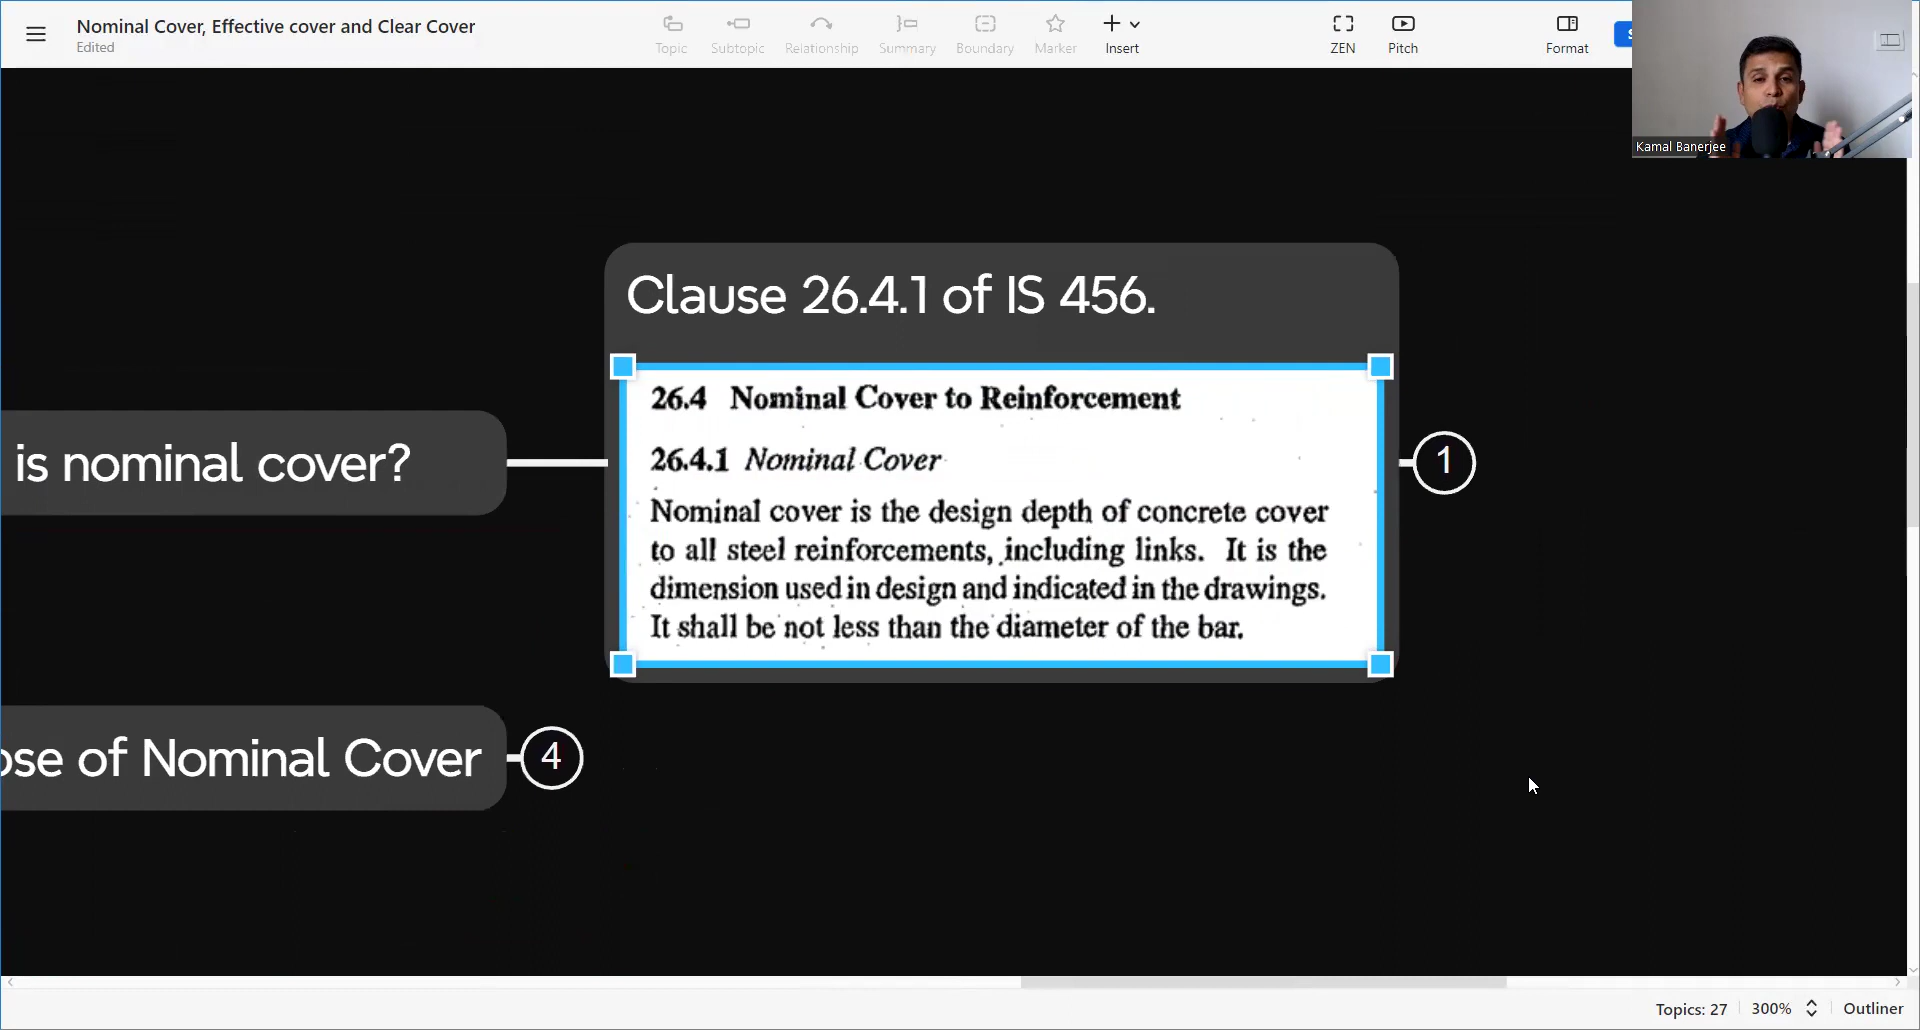 Nominal Cover, Effective cover and Clear Cover
Edited
Topic
Subtopic
Relationship
Summary
Boundary
Marker
Insert
ZEN
Pitch
Format
Kamal Banerjee
Clause 26.4.1 of IS 456.
26.4 Nominal Cover to Reinforcement
26.4.1 Nominal Cover
Nominal cover is the design depth of concrete cover
to all steel reinforcements, including links. It is the
dimension used in design and indicated in the drawings.
It shall be not less than the diameter of the bar.
is nominal cover?
1
ose of Nominal Cover
4
Topics: 27
300%
Outliner